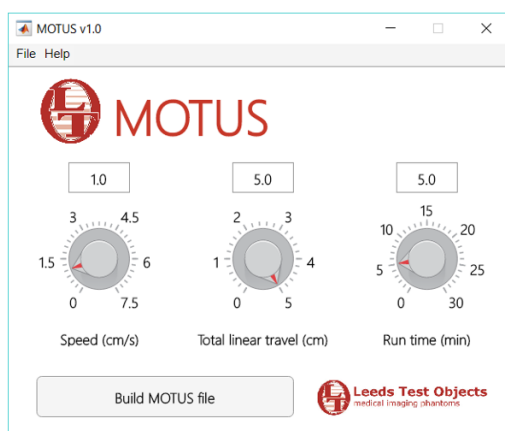 MOTUS v1.0
File Help
LT MOTUS
1.0 5.0 5.0
3 4.5 1.5 6 0 7.5
2 3 1 4 0 5
15 10 20 5 25 0 30
Speed (cm/s) Total linear travel (cm) Run time (min)
Build MOTUS file
LT Leeds Test Objects
medical imaging phantoms